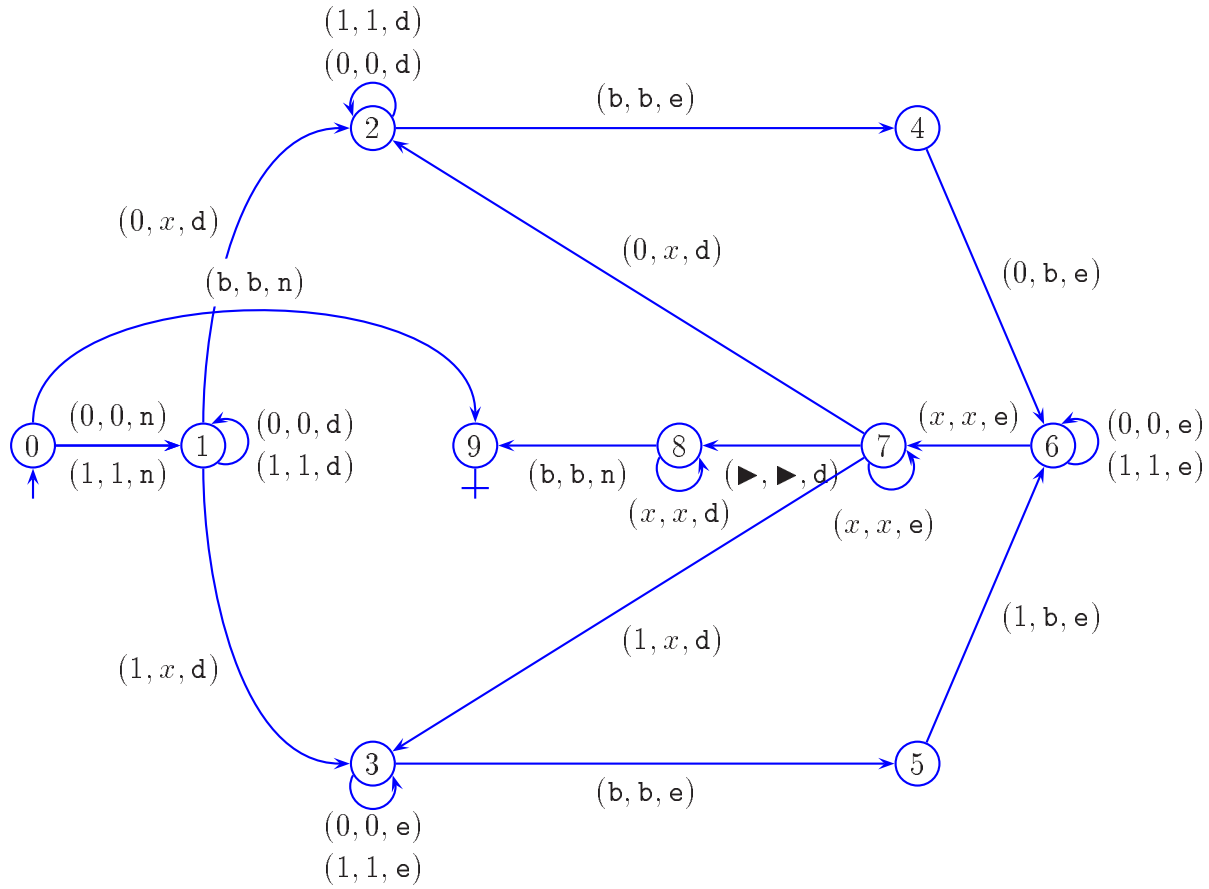 (1, 1, d)
(0, 0, d)
2
(b, b, e)
4
(0, x, d)
(0, x, d)
(b, b, n)
(0, b, e)
(0, 0, n)
(0, 0, d)
(x, x, e)
(0, 0, e)
0
1
9
8
7
6
(1, 1, n)
(1, 1, d)
(b, b, n)
(▶, ▶, d)
(1, 1, e)
(x, x, d)
(x, x, e)
(1, x, d)
(1, x, d)
(1, b, e)
3
(b, b, e)
5
(0, 0, e)
(1, 1, e)